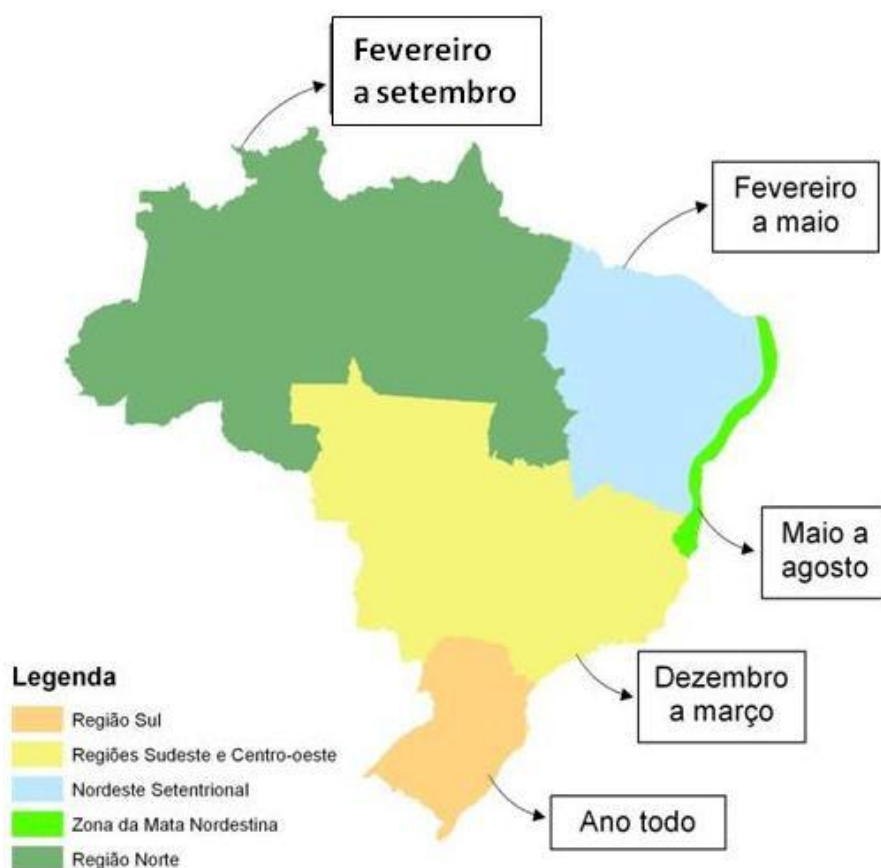 Fevereiro
a setembro
Fevereiro
a maio
Maio a
agosto
Dezembro
a março
Ano todo
Legenda
Região Sul
Regiões Sudeste e Centro-oeste
Nordeste Setentrional
Zona da Mata Nordestina
Região Norte